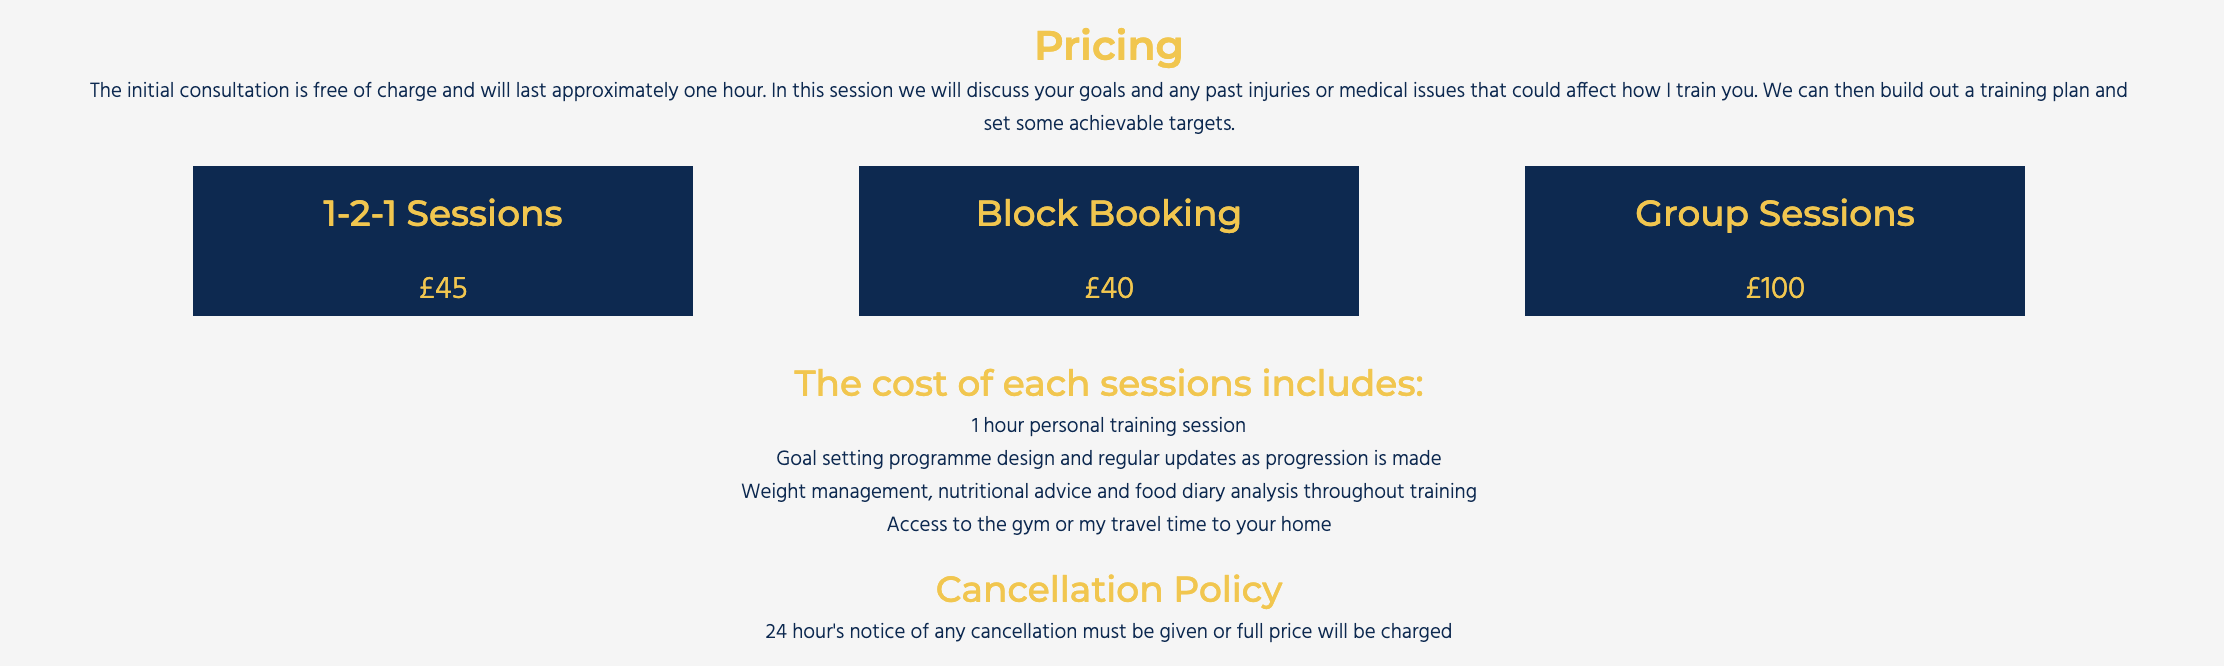 Pricing
The initial consultation is free of charge and will last approximately one hour. In this session we will discuss your goals and any past injuries or medical issues that could affect how I train you. We can then build out a training plan and
set some achievable targets.
1-2-1 Sessions
£45
Block Booking
£40
Group Sessions
£100
The cost of each sessions includes:
1 hour personal training session
Goal setting programme design and regular updates as progression is made
Weight management, nutritional advice and food diary analysis throughout training
Access to the gym or my travel time to your home
Cancellation Policy
24 hour's notice of any cancellation must be given or full price will be charged